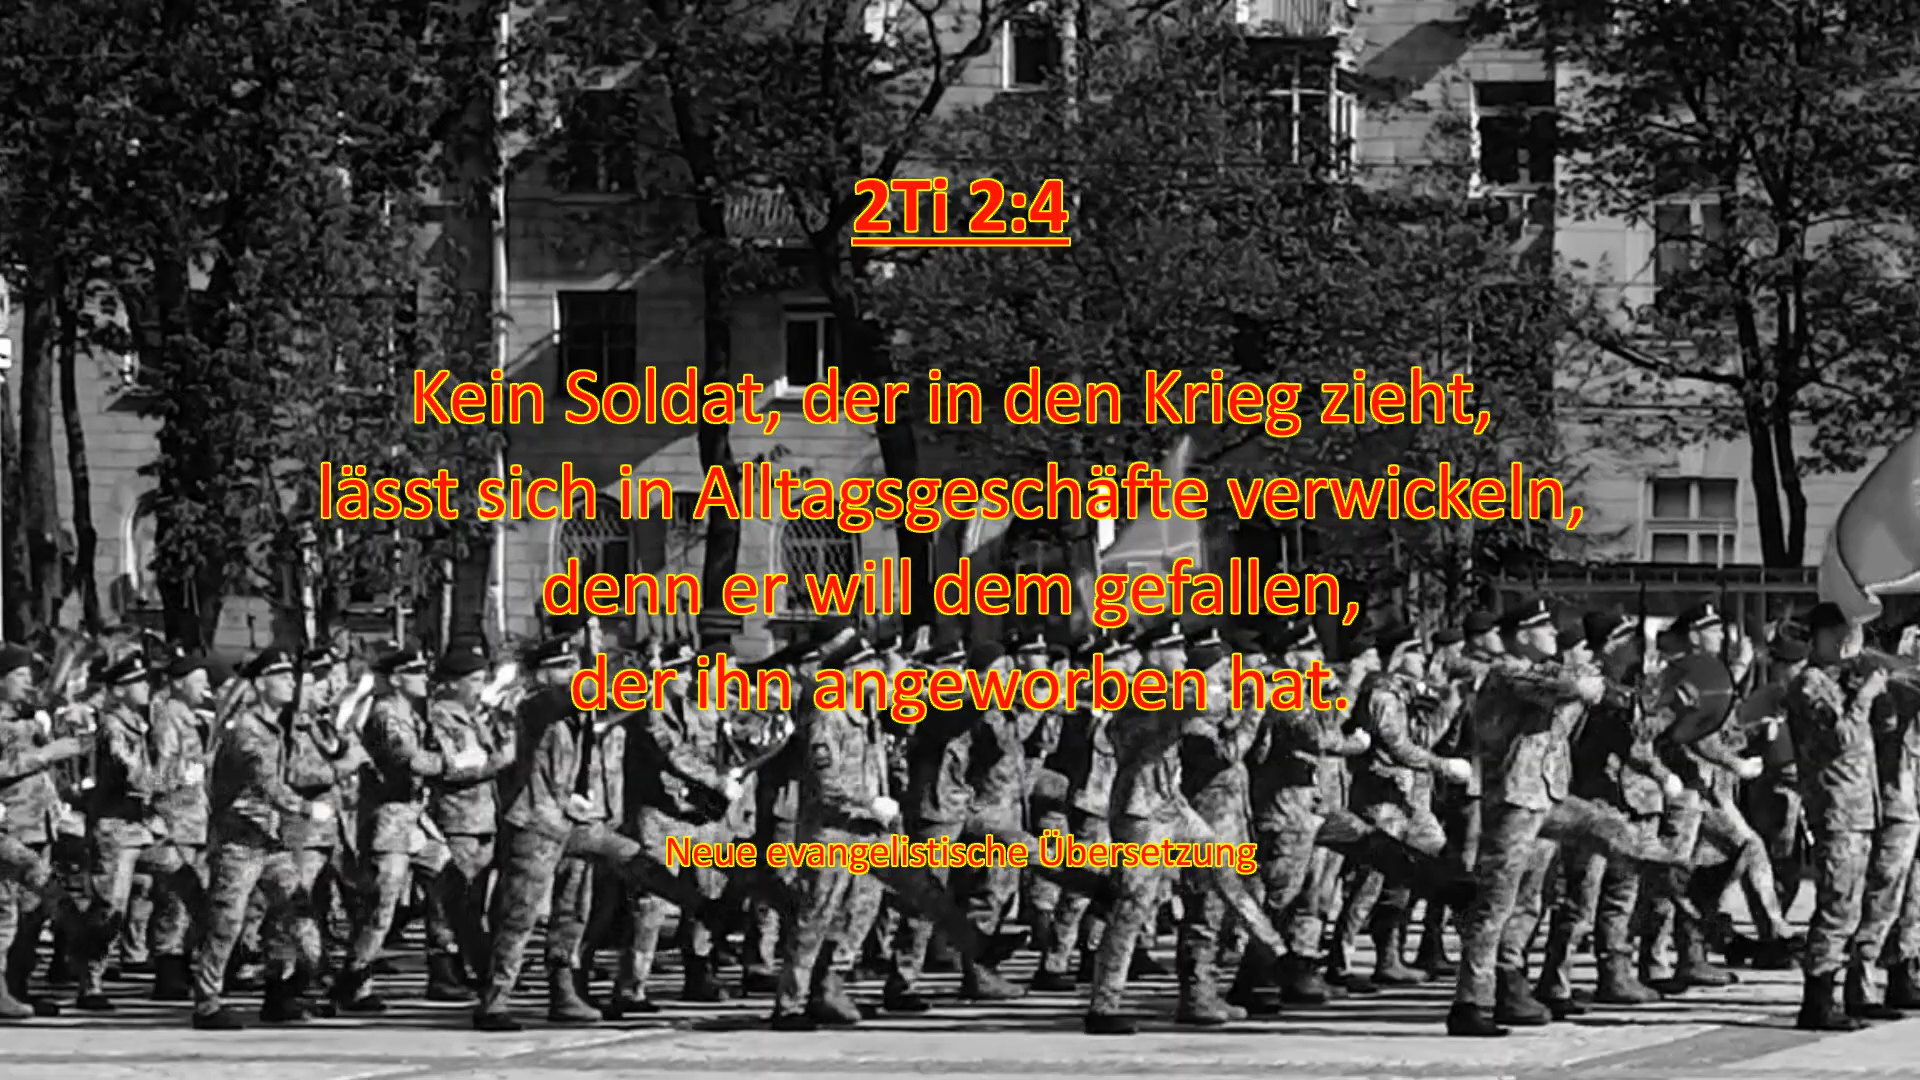 2Ti 2:4
Kein Soldat, der in den Krieg zieht,
lässt sich in Alltagsgeschäfte verwickeln,
denn er will dem gefallen,
der ihn angeworben hat.
Neue evangelistische Übersetzung